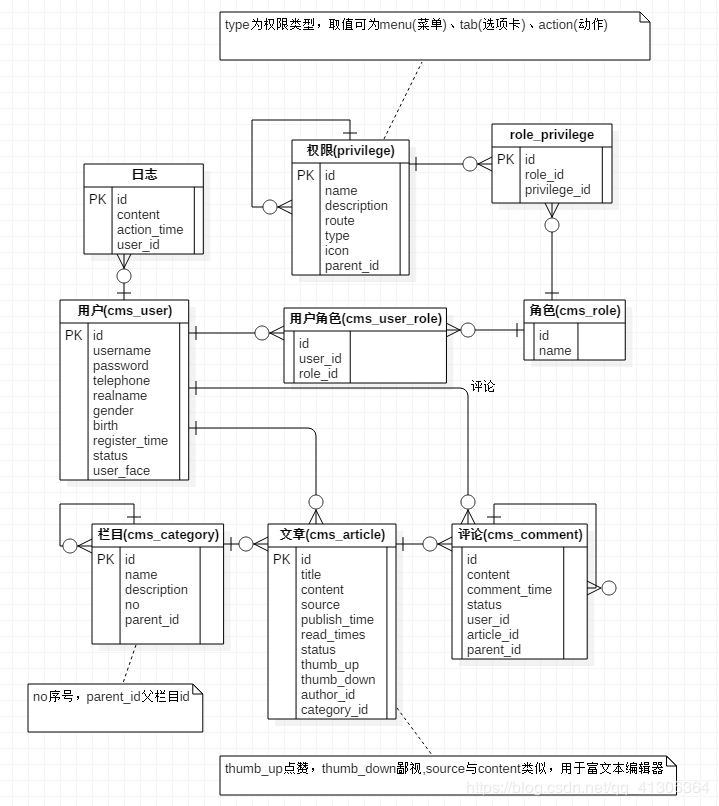 type为权限类型，取值可为menu(菜单)、tab(选项卡)、action(动作)
权限(privilege)
PK
id
name
description
route
type
icon
parent_id
role_privilege
PK
id
role_id
privilege_id
日志
PK
id
content
action_time
user_id
用户(cms_user)
PK
id
username
password
telephone
realname
gender
birth
register_time
status
user_face
用户角色(cms_user_role)
id
user_id
role_id
角色(cms_role)
id
name
评论
栏目(cms_category)
PK
id
name
description
no
parent_id
文章(cms_article)
PK
id
title
content
source
publish_time
read_times
status
thumb_up
thumb_down
author_id
category_id
评论(cms_comment)
id
content
comment_time
status
user_id
article_id
parent_id
no序号，parent_id父栏目id
thumb_up点赞，thumb_down鄙视,source与content类似，用于富文本编辑器
https://blog.csdn.net/qq_41303364